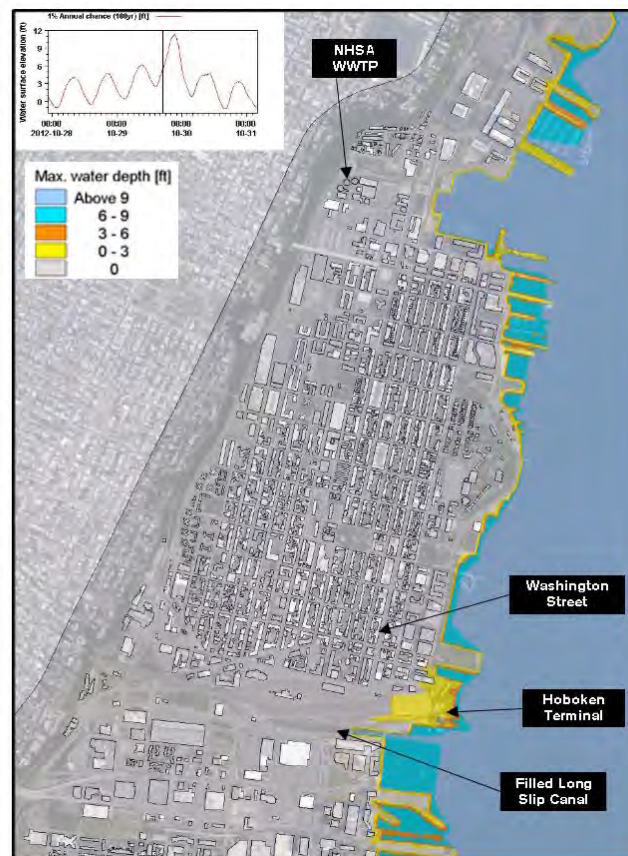 1% Annual chance (100yr) [ft]
Water surface elevation (ft)
12
9
6
3
0
00:00 00:00 00:00 00:00
2012-10-28 10-29 10-30 10-31
Max. water depth [ft]
Above 9
6 - 9
3 - 6
0 - 3
0
NHSA
WWTP
Washington
Street
Hoboken
Terminal
Filled Long
Slip Canal